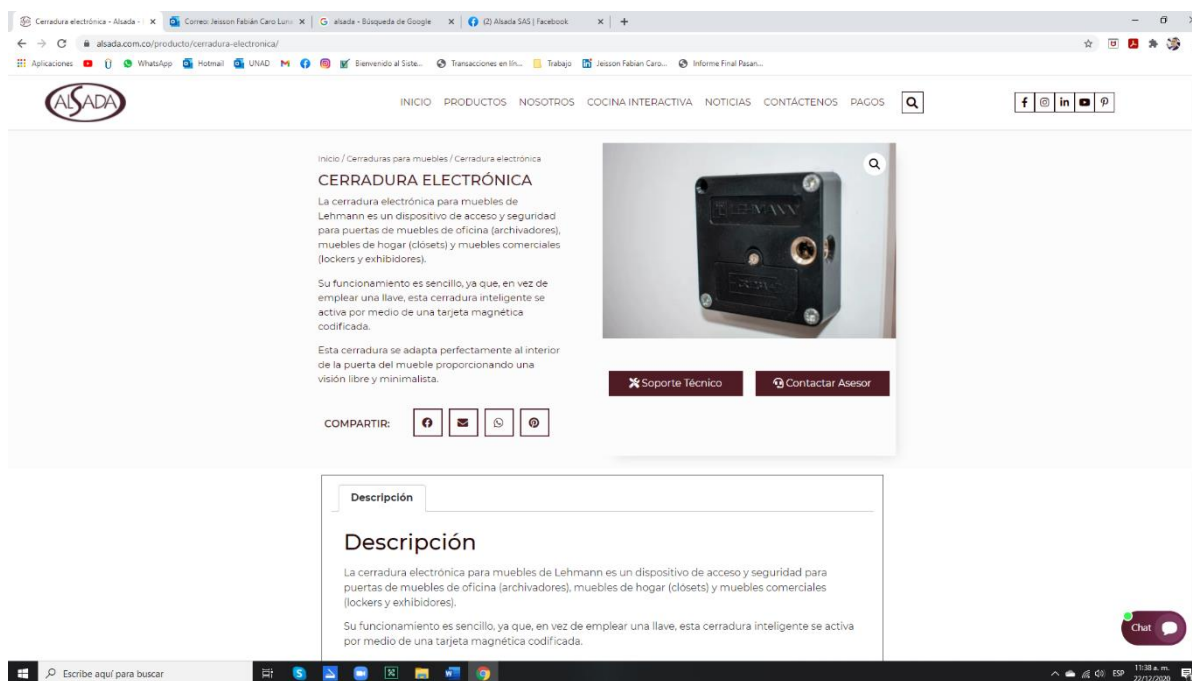 Cerradura electrónica - Alsada -
Correo: Jeisson Fabián Caro Luna
alsada - Búsqueda de Google
(2) Alsada SAS | Facebook
alsada.com.co/producto/cerradura-electronica/
Aplicaciones
WhatsApp
Hotmail
UNAD
Bienvenido al Siste...
Transacciones en lín...
Trabajo
Jeisson Fabian Caro...
Informe Final Pasan...
ALSADA
INICIO PRODUCTOS NOSOTROS COCINA INTERACTIVA NOTICIAS CONTÁCTENOS PAGOS
Inicio / Cerraduras para muebles / Cerradura electrónica
CERRADURA ELECTRÓNICA
La cerradura electrónica para muebles de
Lehmann es un dispositivo de acceso y seguridad
para puertas de muebles de oficina (archivadores),
muebles de hogar (clósets) y muebles comerciales
(lockers y exhibidores).
Su funcionamiento es sencillo, ya que, en vez de
emplear una llave, esta cerradura inteligente se
activa por medio de una tarjeta magnética
codificada.
Esta cerradura se adapta perfectamente al interior
de la puerta del mueble proporcionando una
visión libre y minimalista.
COMPARTIR:
LEHMANN
Soporte Técnico
Contactar Asesor
Descripción
Descripción
La cerradura electrónica para muebles de Lehmann es un dispositivo de acceso y seguridad para
puertas de muebles de oficina (archivadores), muebles de hogar (clósets) y muebles comerciales
(lockers y exhibidores).
Su funcionamiento es sencillo, ya que, en vez de emplear una llave, esta cerradura inteligente se activa
por medio de una tarjeta magnética codificada.
Chat
Escribe aquí para buscar
ESP
11:38 a. m.
22/12/2020